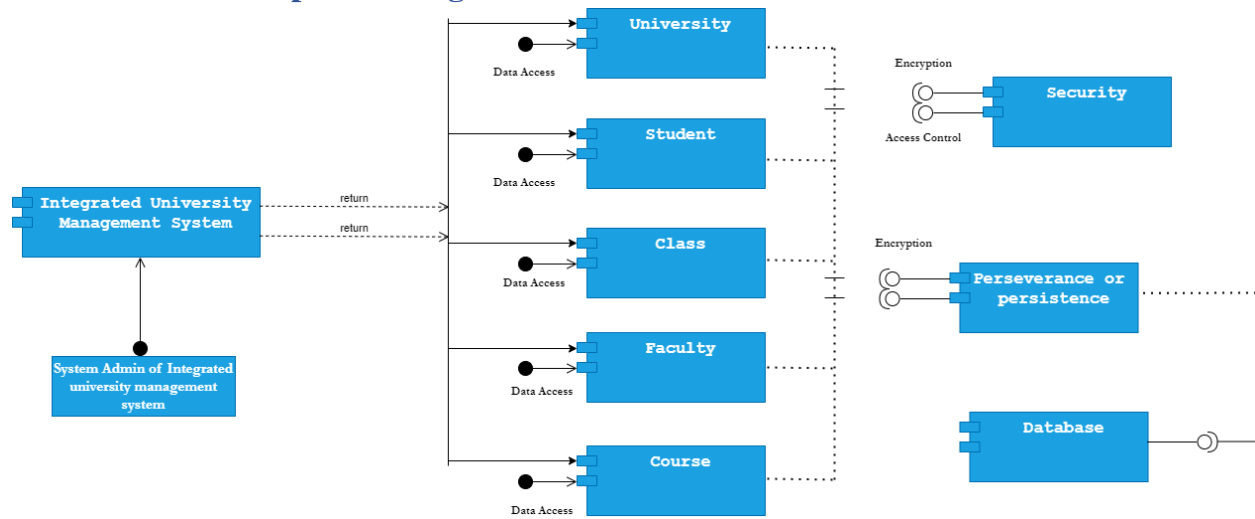 University
Data Access
Encryption
Security
Access Control
Student
Data Access
Integrated University
Management System
return
return
Class
Data Access
Encryption
Perseverance or
persistence
System Admin of Integrated
university management
system
Faculty
Data Access
Database
Course
Data Access